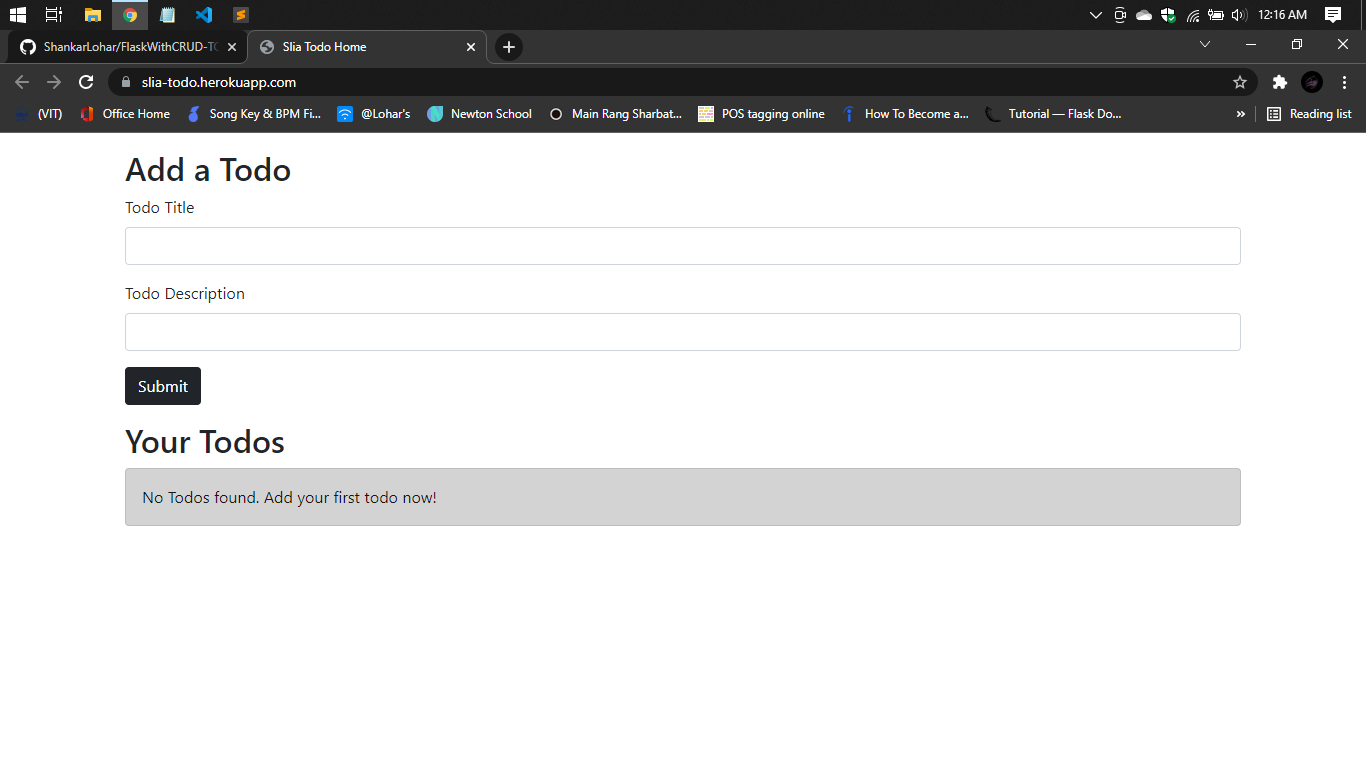 12:16 AM
ShankarLohar/FlaskWithCRUD-TO
Slia Todo Home
slia-todo.herokuapp.com
(VIT) Office Home Song Key & BPM Fi... @Lohar's Newton School Main Rang Sharbat... POS tagging online How To Become a... Tutorial — Flask Do... » Reading list
Add a Todo
Todo Title
Todo Description
Submit
Your Todos
No Todos found. Add your first todo now!